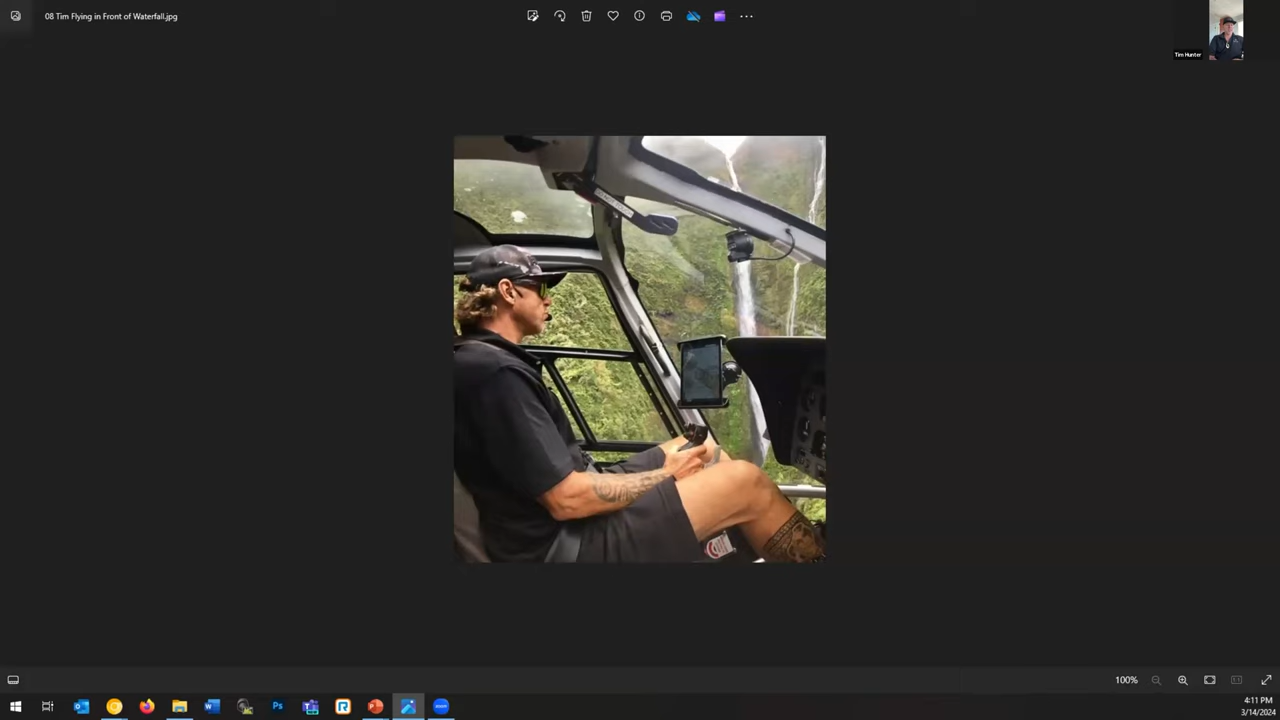 08 Tim Flying in Front of Waterfall.jpg
Tim Hunter
100%
4:11 PM
3/14/2024